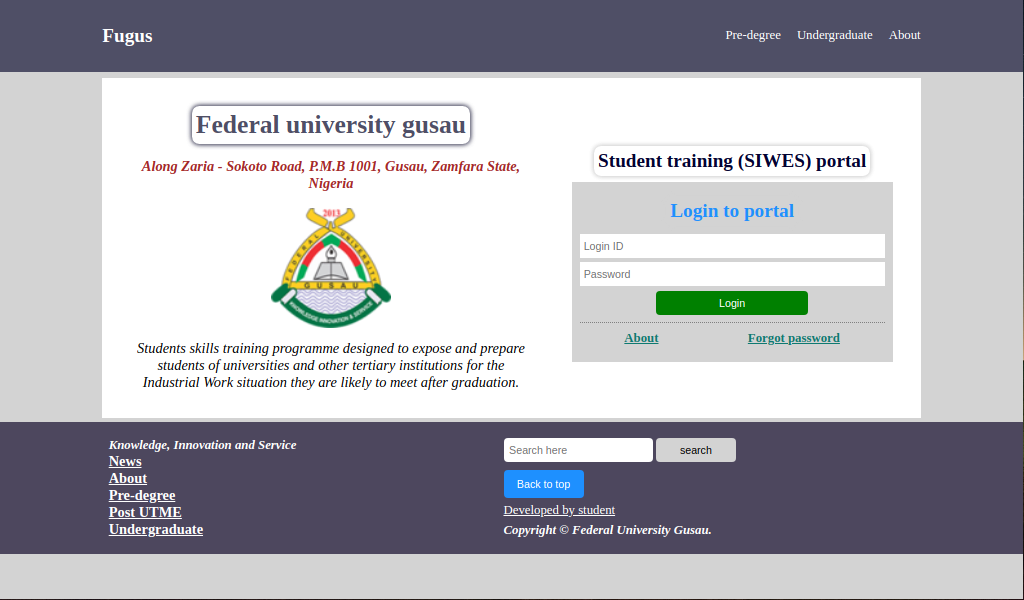 Fugus
Pre-degree Undergraduate About
Federal university gusau
Along Zaria - Sokoto Road, P.M.B 1001, Gusau, Zamfara State,
Nigeria
2013
FEDERAL UNIVERSITY
GUSAU
KNOWLEDGE INNOVATION & SERVICE
Students skills training programme designed to expose and prepare
students of universities and other tertiary institutions for the
Industrial Work situation they are likely to meet after graduation.
Student training (SIWES) portal
Login to portal
Login ID
Password
Login
About Forgot password
Knowledge, Innovation and Service
News
About
Pre-degree
Post UTME
Undergraduate
Search here search
Back to top
Developed by student
Copyright © Federal University Gusau.